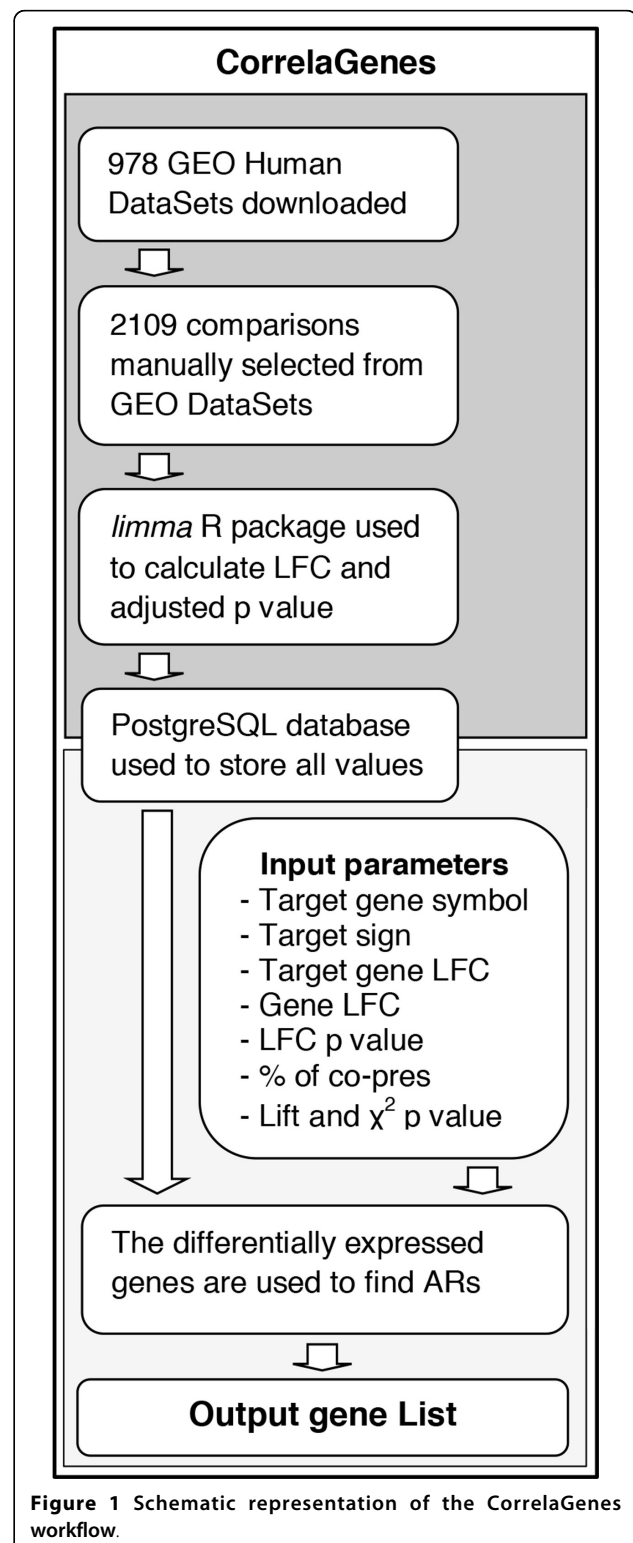 CorrelaGenes
978 GEO Human
DataSets downloaded
2109 comparisons
manually selected from
GEO DataSets
limma R package used
to calculate LFC and
adjusted p value
PostgreSQL database
used to store all values
Input parameters
- Target gene symbol
- Target sign
- Target gene LFC
- Gene LFC
- LFC p value
- % of co-pres
- Lift and χ² p value
The differentially expressed
genes are used to find ARs
Output gene List
Figure 1 Schematic representation of the CorrelaGenes
workflow.